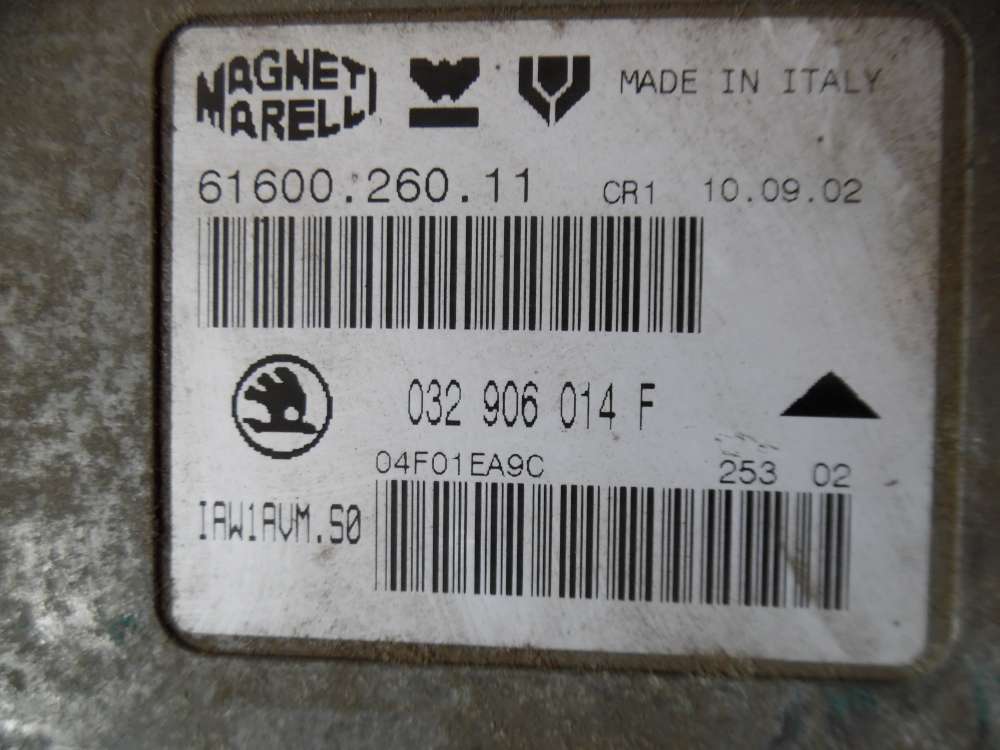 MAGNETI
MARELLI
MADE IN ITALY
61600.260.11 CR1 10.09.02
032 906 014 F
04F01EA9C 253 02
IAW1AVM.S0